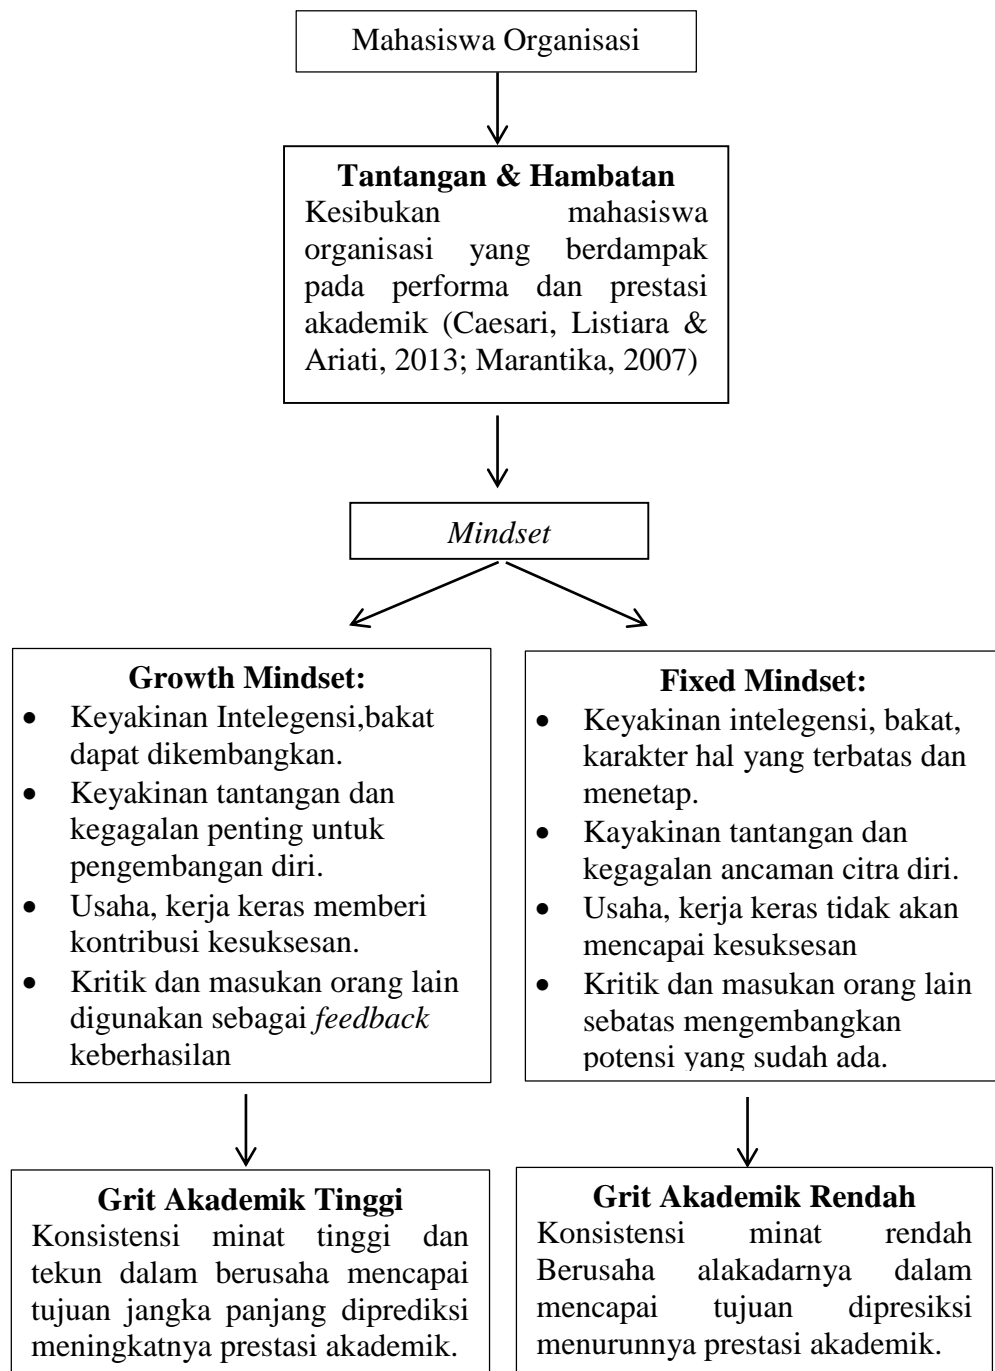 Mahasiswa Organisasi
Tantangan & Hambatan
Kesibukan mahasiswa
organisasi yang berdampak
pada performa dan prestasi
akademik (Caesari, Listiara &
Ariati, 2013; Marantika, 2007)
Mindset
Growth Mindset:
• Keyakinan Intelegensi,bakat
dapat dikembangkan.
• Keyakinan tantangan dan
kegagalan penting untuk
pengembangan diri.
• Usaha, kerja keras memberi
kontribusi kesuksesan.
• Kritik dan masukan orang lain
digunakan sebagai feedback
keberhasilan
Fixed Mindset:
• Keyakinan intelegensi, bakat,
karakter hal yang terbatas dan
menetap.
• Kayakinan tantangan dan
kegagalan ancaman citra diri.
• Usaha, kerja keras tidak akan
mencapai kesuksesan
• Kritik dan masukan orang lain
sebatas mengembangkan
potensi yang sudah ada.
Grit Akademik Tinggi
Konsistensi minat tinggi dan
tekun dalam berusaha mencapai
tujuan jangka panjang diprediksi
meningkatnya prestasi akademik.
Grit Akademik Rendah
Konsistensi minat rendah
Berusaha alakadarnya dalam
mencapai tujuan dipresiksi
menurunnya prestasi akademik.